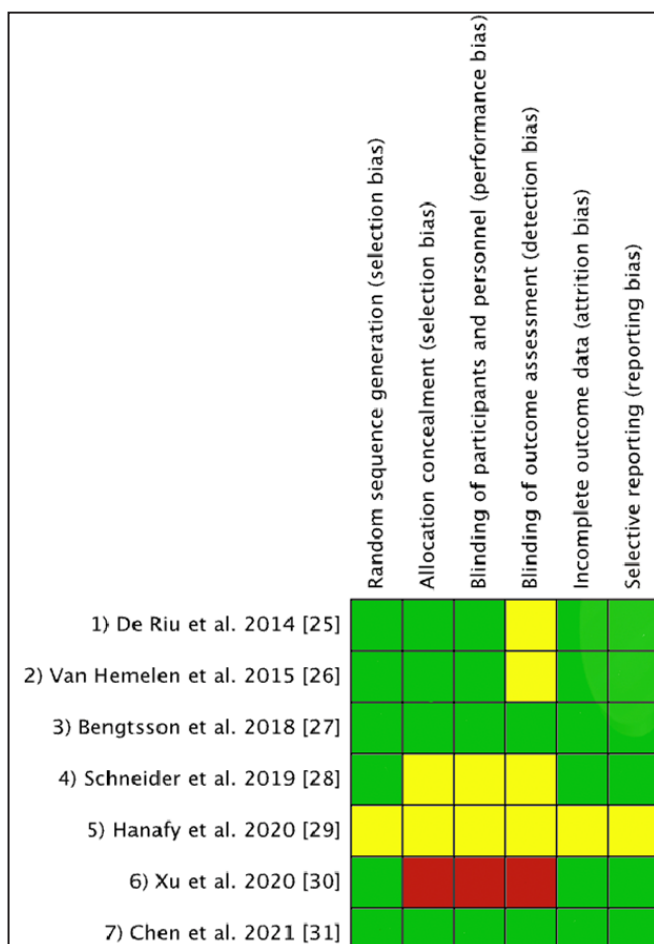 Random sequence generation (selection bias)
Allocation concealment (selection bias)
Blinding of participants and personnel (performance bias)
Blinding of outcome assessment (detection bias)
Incomplete outcome data (attrition bias)
Selective reporting (reporting bias)
1) De Riu et al. 2014 [25]
2) Van Hemelen et al. 2015 [26]
3) Bengtsson et al. 2018 [27]
4) Schneider et al. 2019 [28]
5) Hanafy et al. 2020 [29]
6) Xu et al. 2020 [30]
7) Chen et al. 2021 [31]